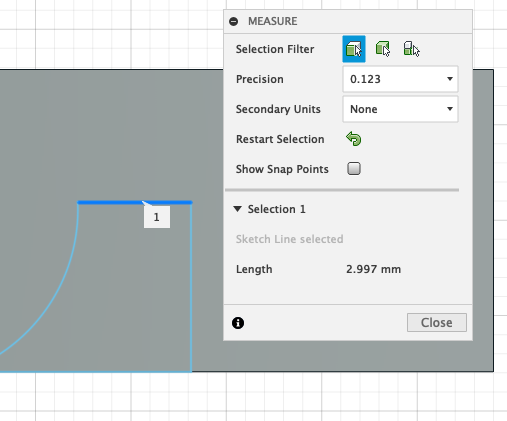 MEASURE
Selection Filter
Precision 0.123
Secondary Units None
Restart Selection
Show Snap Points
Selection 1
Sketch Line selected
Length 2.997 mm
Close
1